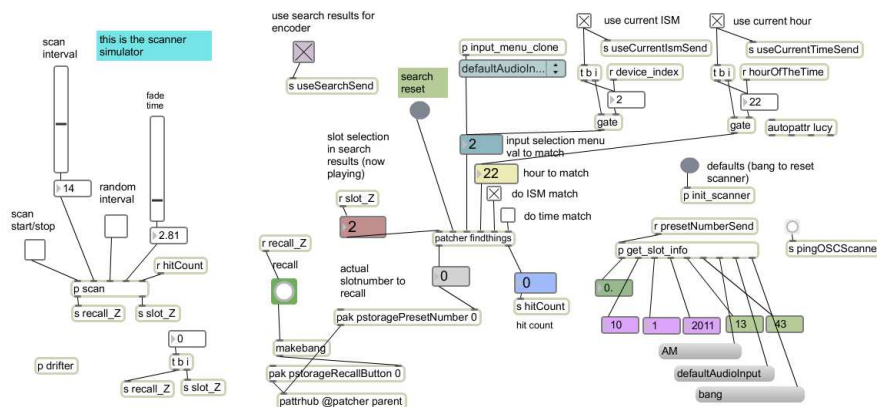 scan
interval
this is the scanner
simulator
fade
time
14
random
interval
scan
start/stop
2.81
r hitCount
p scan
s recall_Z
s slot_Z
0
t b i
p drifter
s recall_Z
s slot_Z
use search results for
encoder
s useSearchSend
search
reset
slot selection
in search
results (now
playing)
r slot_Z
2
r recall_Z
recall
actual
slotnumber to
recall
pak pstoragePresetNumber 0
makebang
pak pstorageRecallButton 0
pattrhub @patcher parent
p input_menu_clone
defaultAudioIn...
2
input selection menu
val to match
22
hour to match
do ISM match
do time match
patcher findthings
0
0
s hitCount
hit count
use current ISM
s useCurrentIsmSend
t b i
r device_index
2
gate
use current hour
s useCurrentTimeSend
t b i
r hourOfTheTime
22
gate
autopattr lucy
defaults (bang to reset
scanner)
p init_scanner
r presetNumberSend
p get_slot_info
s pingOSCScanne
0.
10
1
2011
13
43
AM
defaultAudioInput
bang